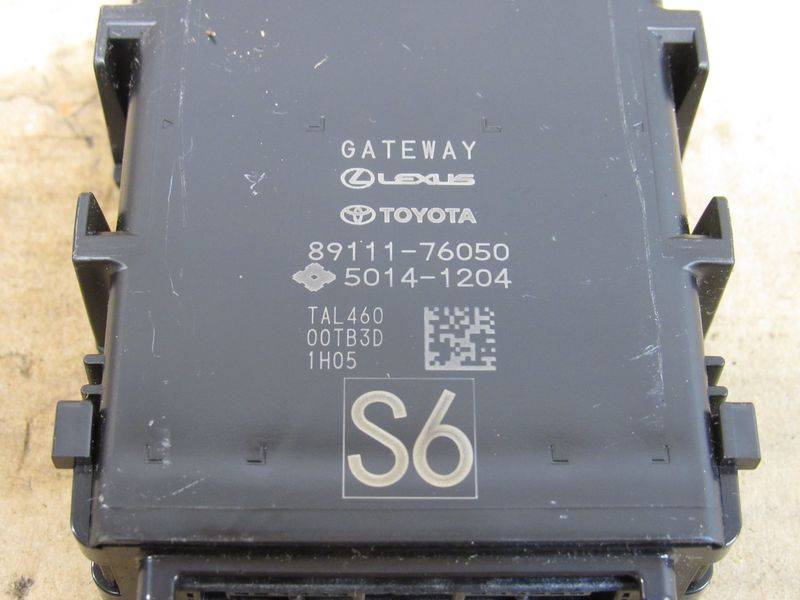 GATEWAY
LEXUS
TOYOTA
89111-76050
5014-1204
TAL460
00TB3D
1H05
S6